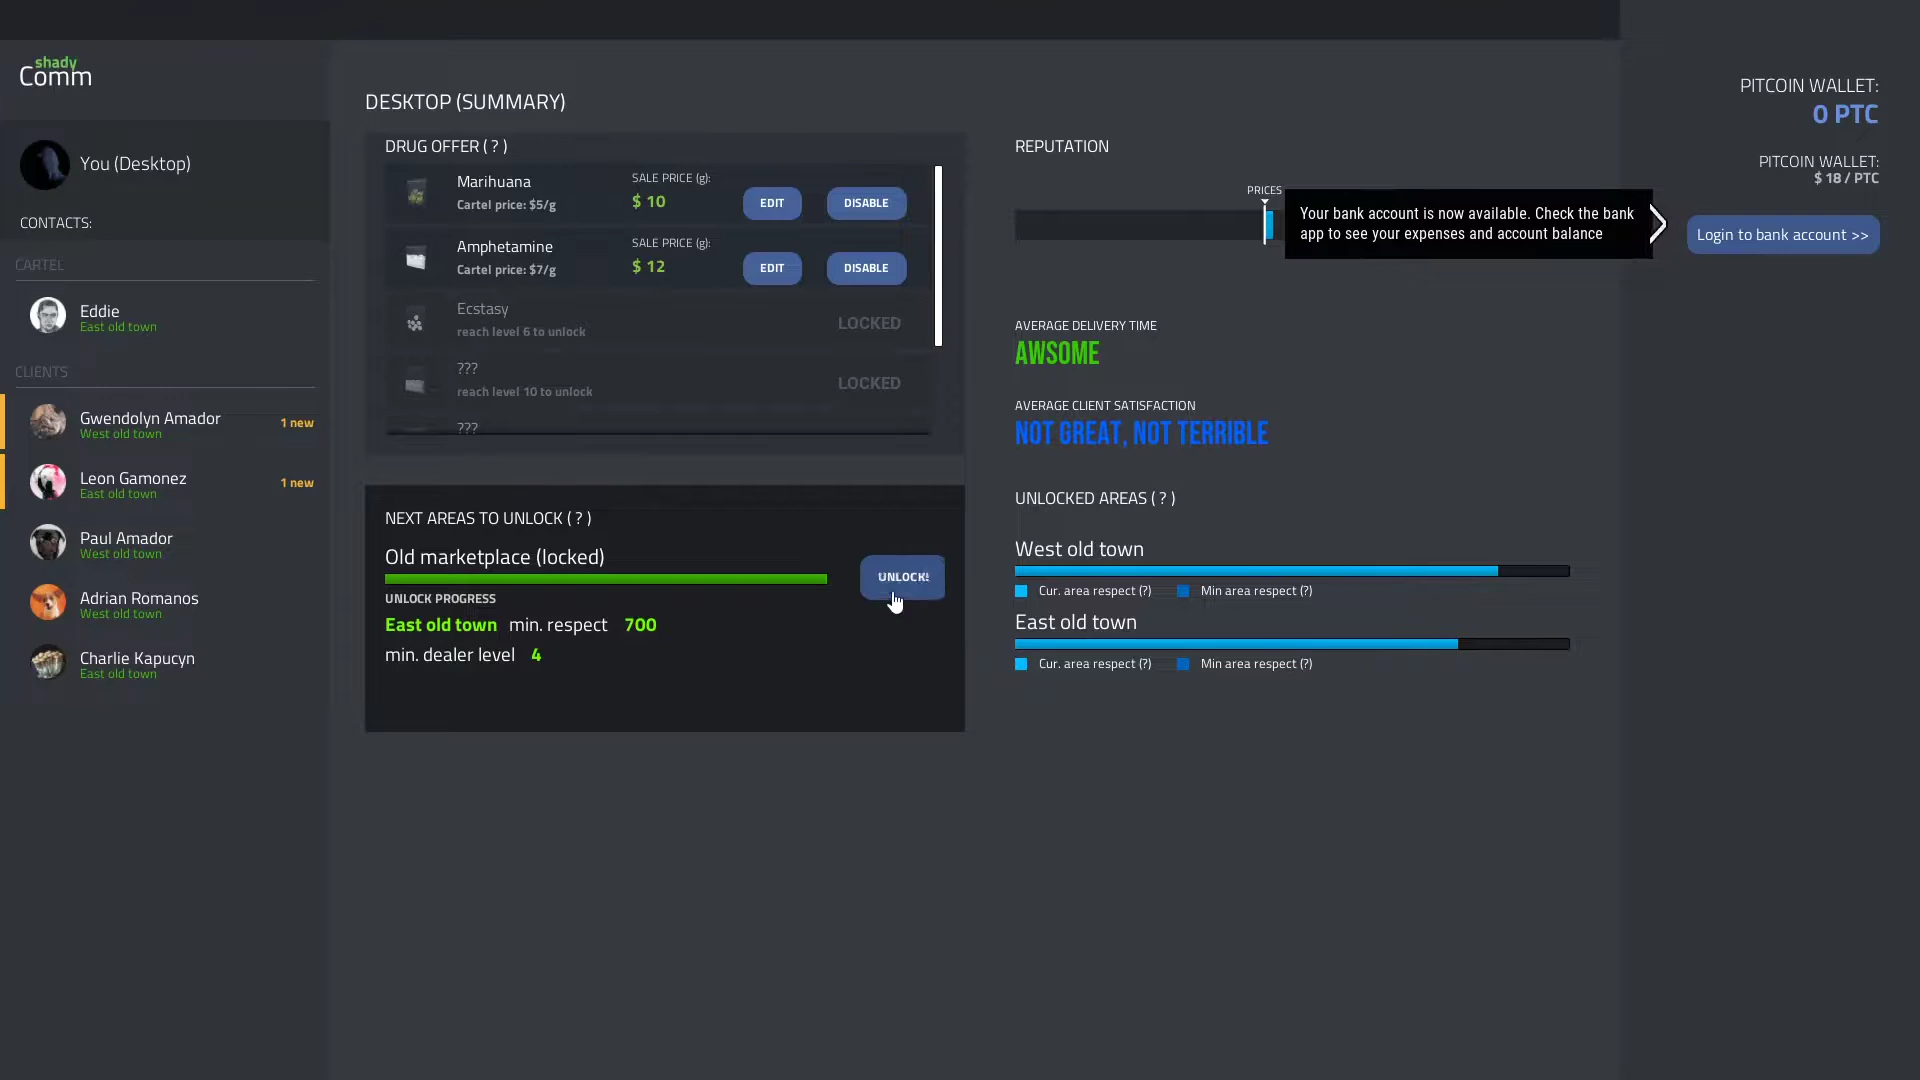 shady
Comm
You (Desktop)
CONTACTS:
CARTEL
Eddie
East old town
CLIENTS
Gwendolyn Amador
West old town
1 new
Leon Gamonez
East old town
1 new
Paul Amador
West old town
Adrian Romanos
West old town
Charlie Kapucyn
East old town
DESKTOP (SUMMARY)
DRUG OFFER ( ? )
Marihuana
Cartel price: $5/g
SALE PRICE (g):
$ 10
EDIT
DISABLE
Amphetamine
Cartel price: $7/g
SALE PRICE (g):
$ 12
EDIT
DISABLE
Ecstasy
reach level 6 to unlock
LOCKED
???
reach level 10 to unlock
LOCKED
???
NEXT AREAS TO UNLOCK ( ? )
Old marketplace (locked)
UNLOCK!
UNLOCK PROGRESS
East old town min. respect 700
min. dealer level 4
REPUTATION
PRICES
Your bank account is now available. Check the bank
app to see your expenses and account balance
AVERAGE DELIVERY TIME
AWSOME
AVERAGE CLIENT SATISFACTION
NOT GREAT, NOT TERRIBLE
UNLOCKED AREAS ( ? )
West old town
Cur. area respect (?) Min area respect (?)
East old town
Cur. area respect (?) Min area respect (?)
PITCOIN WALLET:
0 PTC
PITCOIN WALLET:
$ 18 / PTC
Login to bank account >>